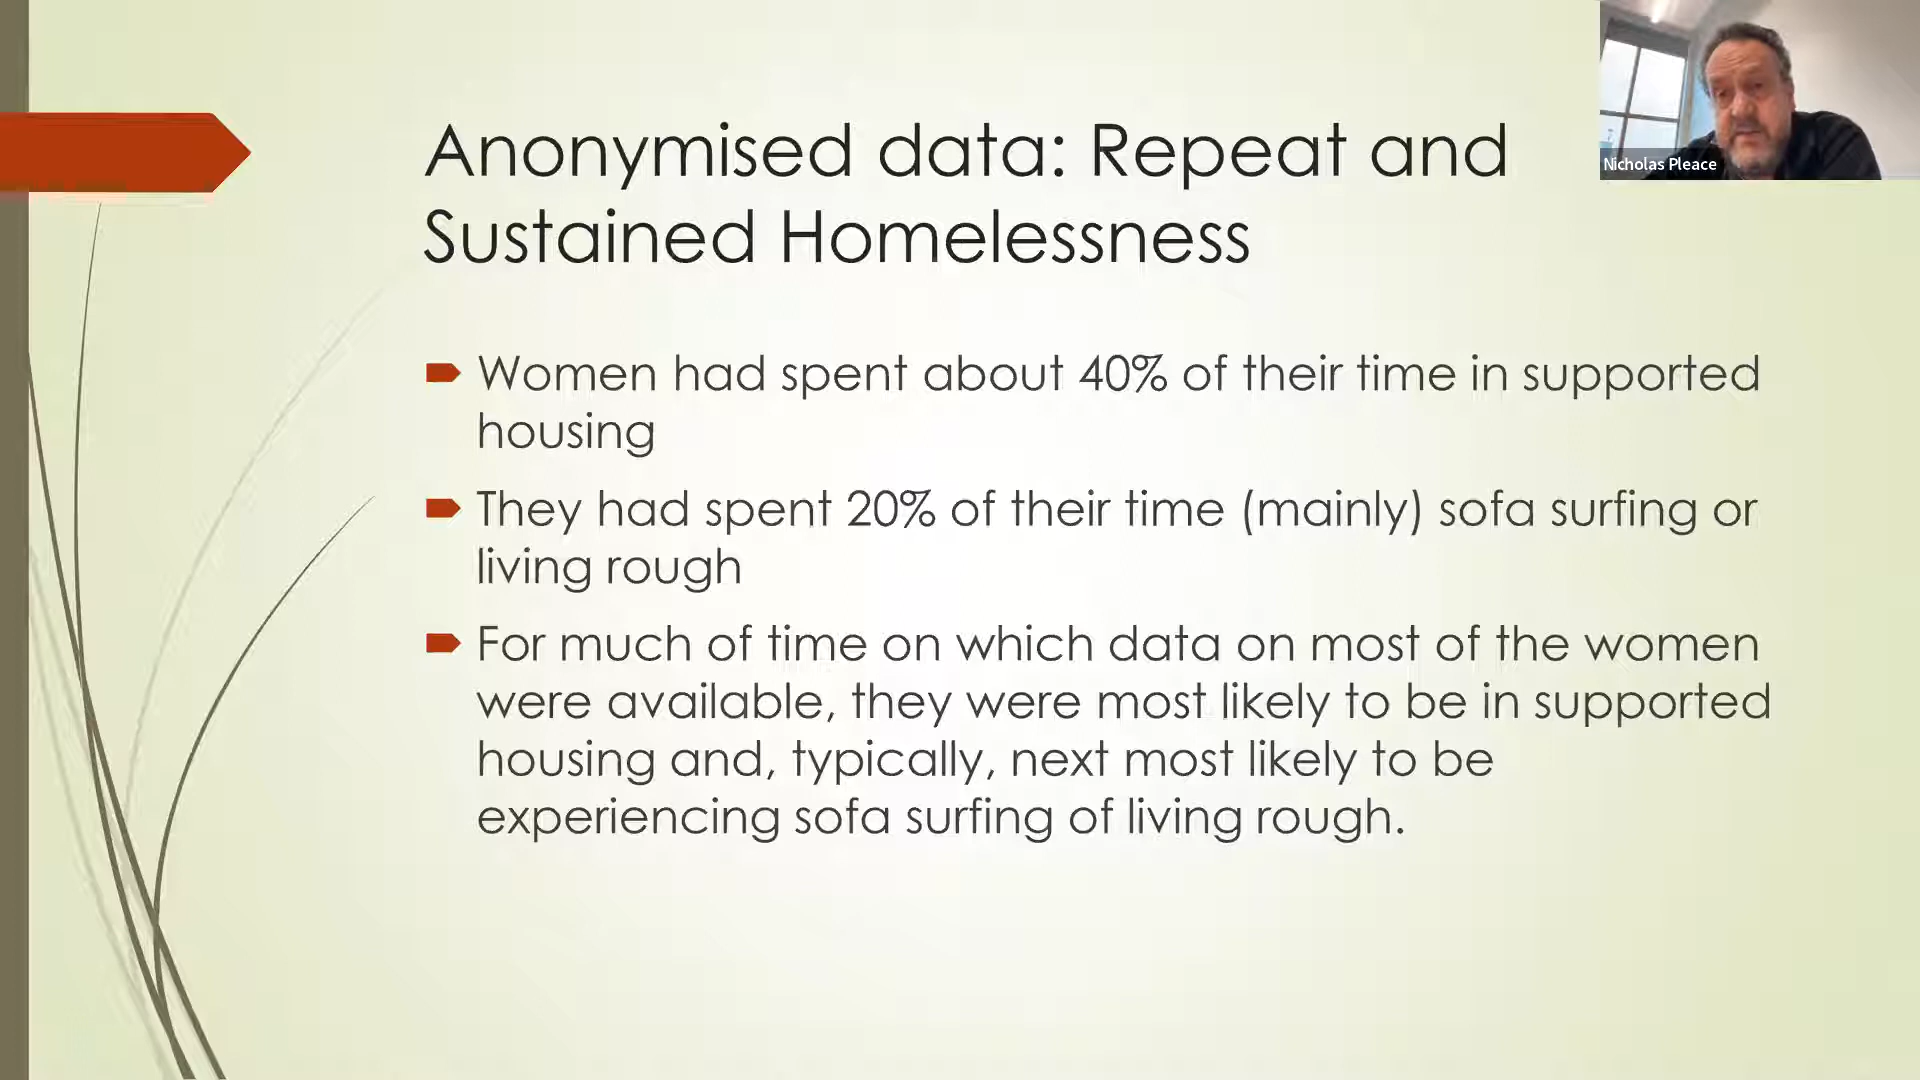 Anonymised data: Repeat and
Sustained Homelessness
Nicholas Pleace
Women had spent about 40% of their time in supported
housing
They had spent 20% of their time (mainly) sofa surfing or
living rough
For much of time on which data on most of the women
were available, they were most likely to be in supported
housing and, typically, next most likely to be
experiencing sofa surfing of living rough.